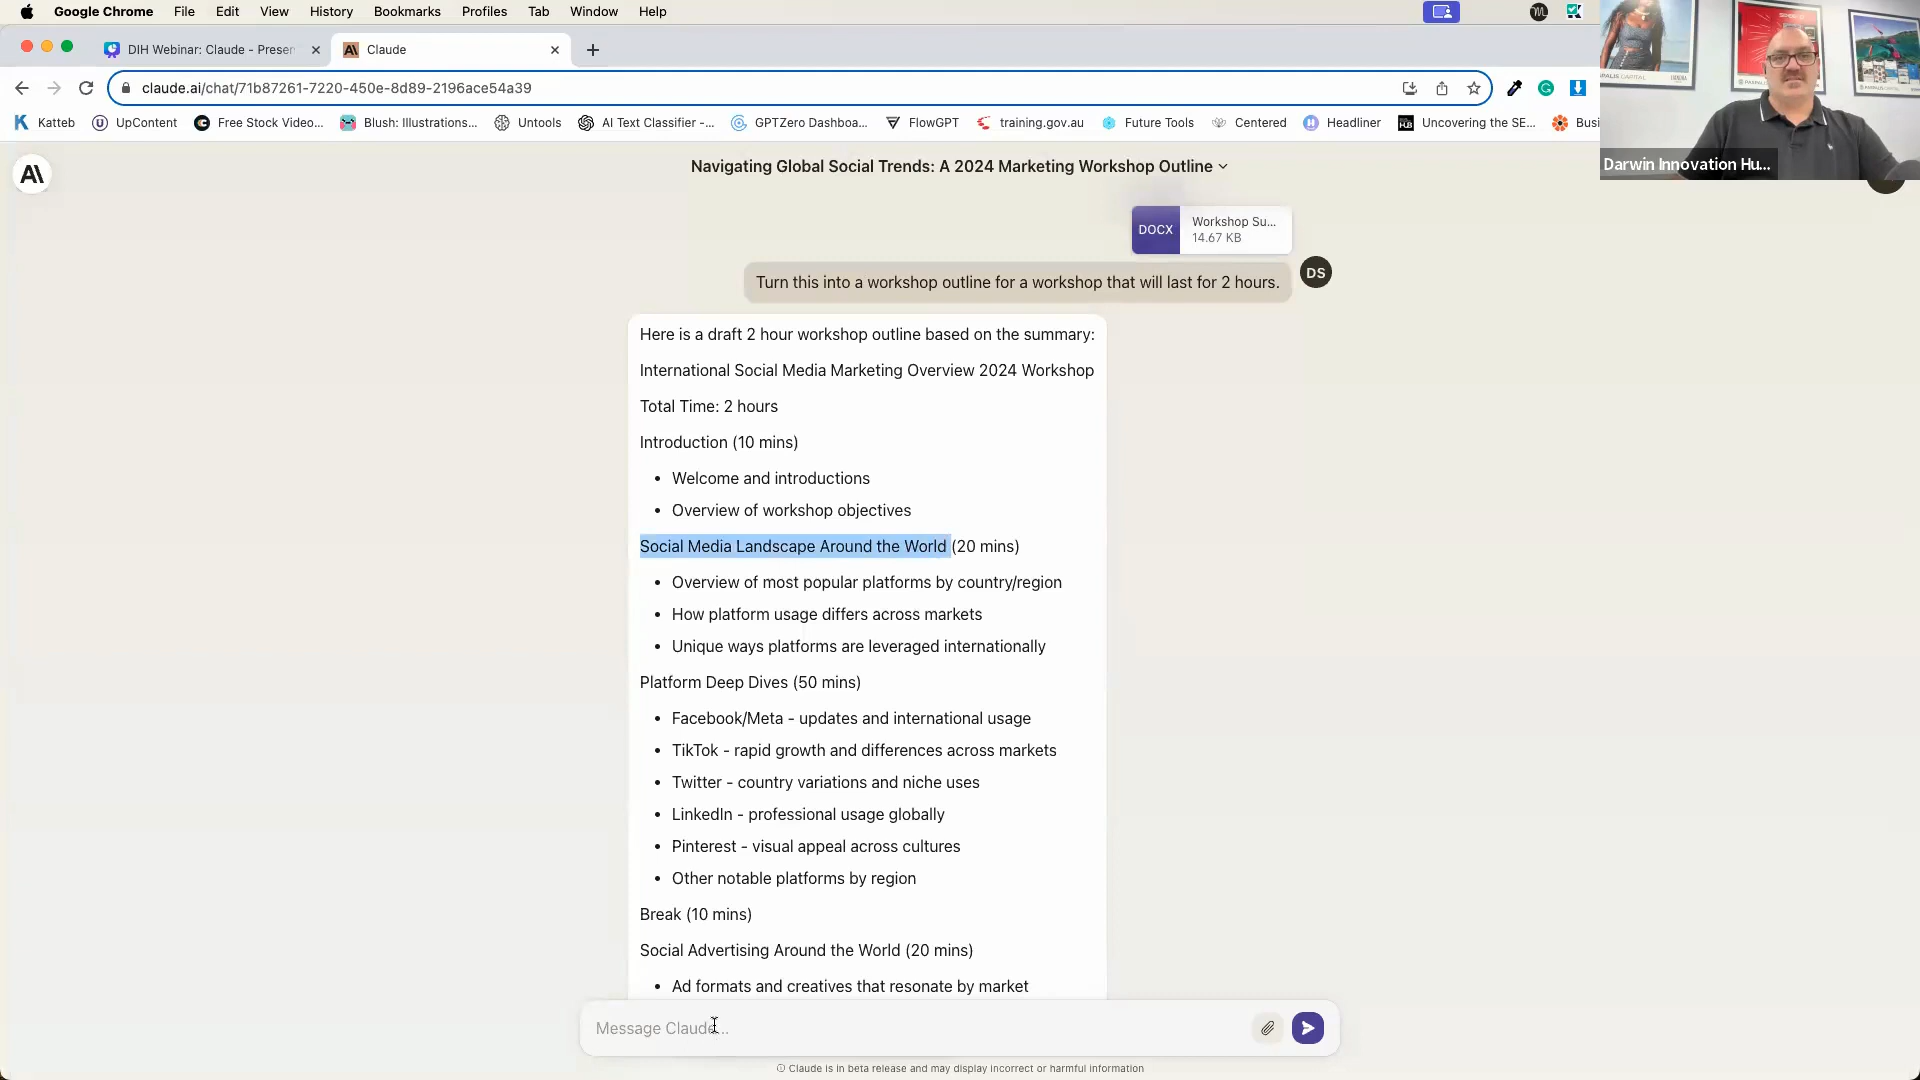 Google Chrome File Edit View History Bookmarks Profiles Tab Window Help
DIH Webinar: Claude - Presen
Claude
claude.ai/chat/71b87261-7220-450e-8d89-2196ace54a39
Katteb UpContent Free Stock Video... Blush: Illustrations... Untools AI Text Classifier -... GPTZero Dashboa... FlowGPT training.gov.au Future Tools Centered Headliner Uncovering the SE... Busi
Darwin Innovation Hu...
Navigating Global Social Trends: A 2024 Marketing Workshop Outline
DOCX
Workshop Su...
14.67 KB
Turn this into a workshop outline for a workshop that will last for 2 hours.
DS
Here is a draft 2 hour workshop outline based on the summary:
International Social Media Marketing Overview 2024 Workshop
Total Time: 2 hours
Introduction (10 mins)
• Welcome and introductions
• Overview of workshop objectives
Social Media Landscape Around the World (20 mins)
• Overview of most popular platforms by country/region
• How platform usage differs across markets
• Unique ways platforms are leveraged internationally
Platform Deep Dives (50 mins)
• Facebook/Meta - updates and international usage
• TikTok - rapid growth and differences across markets
• Twitter - country variations and niche uses
• LinkedIn - professional usage globally
• Pinterest - visual appeal across cultures
• Other notable platforms by region
Break (10 mins)
Social Advertising Around the World (20 mins)
• Ad formats and creatives that resonate by market
Message Claude...
Claude is in beta release and may display incorrect or harmful information